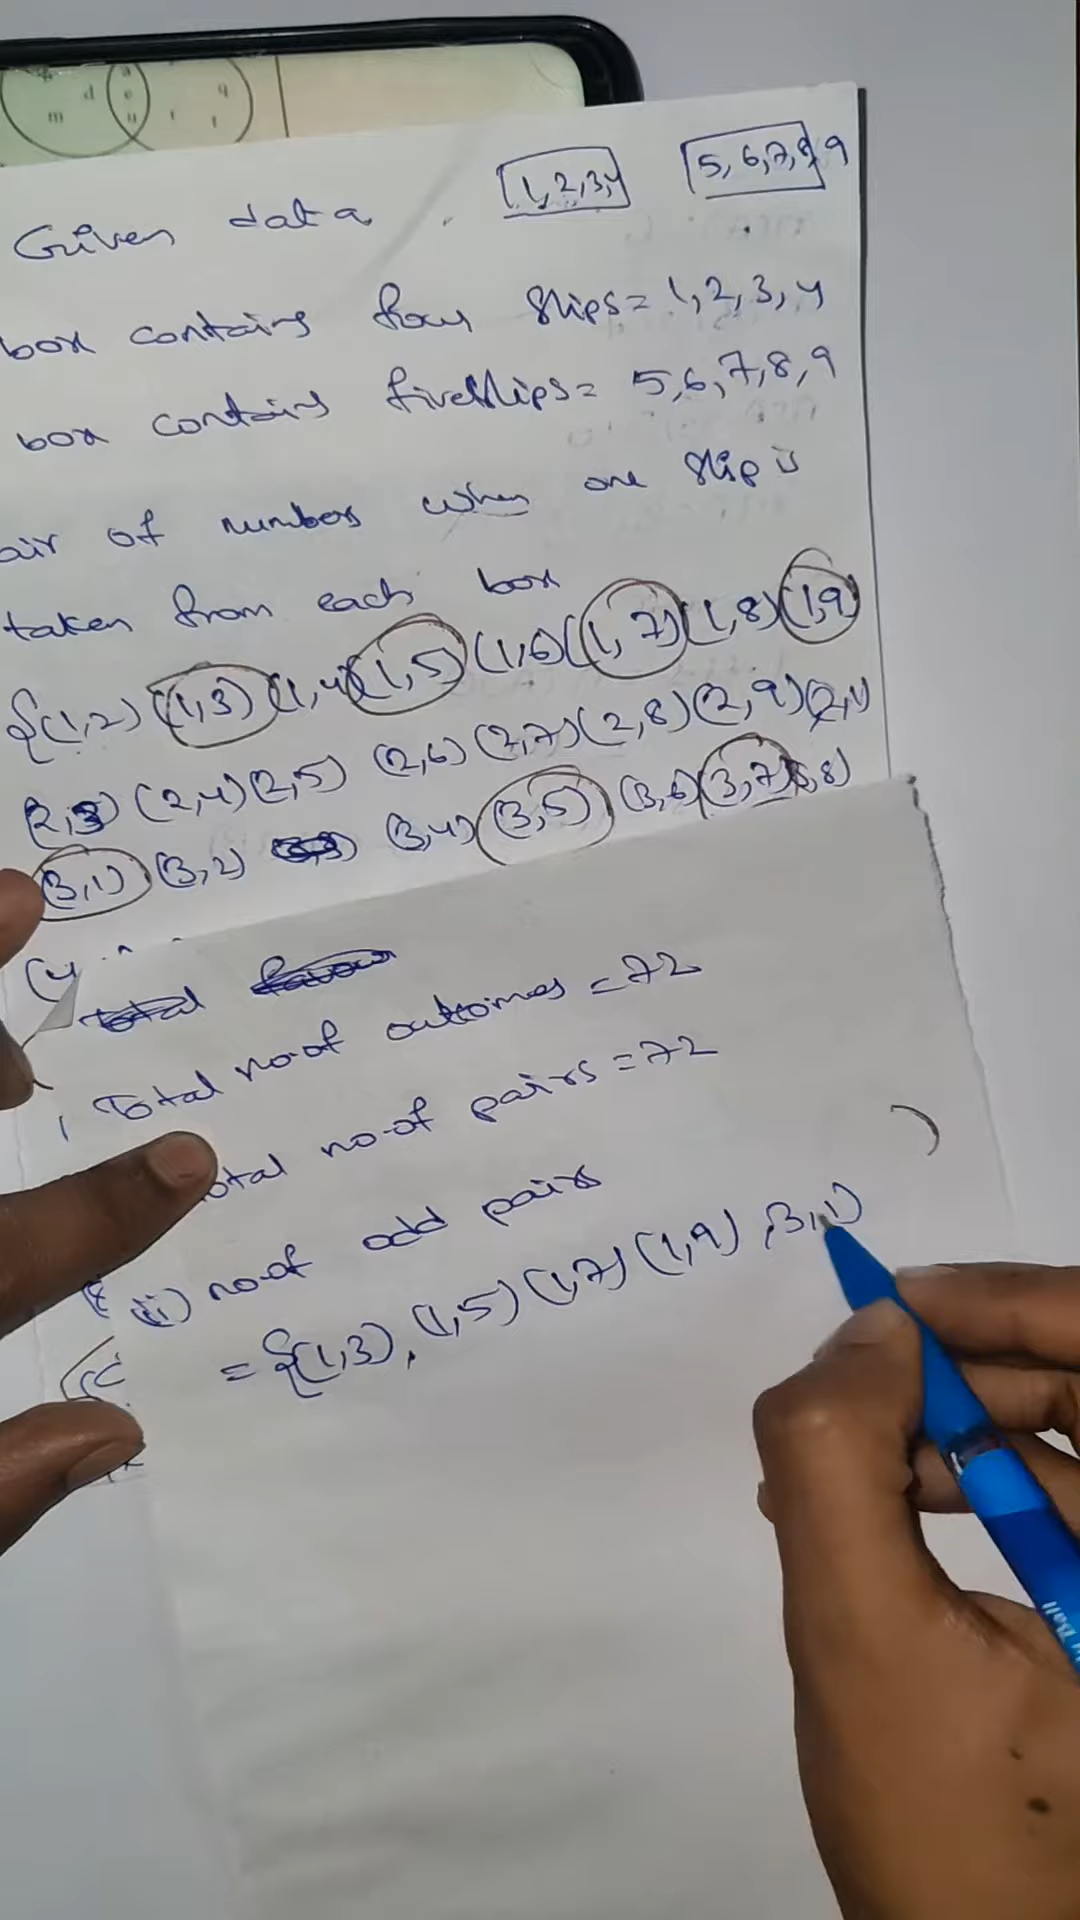 1,2,3,4 5,6,7,8,9
Given data
box contains four slips = 1,2,3,4
box contains five slips = 5,6,7,8,9
air of numbers when one slip is
taken from each box
{(1,2) (1,3) (1,4) (1,5) (1,6) (1,7) (1,8) (1,9)
(2,3) (2,4) (2,5) (2,6) (2,7) (2,8) (2,9) (2,1)
(3,1) (3,2) (3,4) (3,5) (3,6) (3,7) (3,8)
(4
Total no.of outcomes = 72
otal no.of pairs = 72
(ii) no.of odd pairs
= {(1,3), (1,5) (1,7) (1,9) ,3,1)